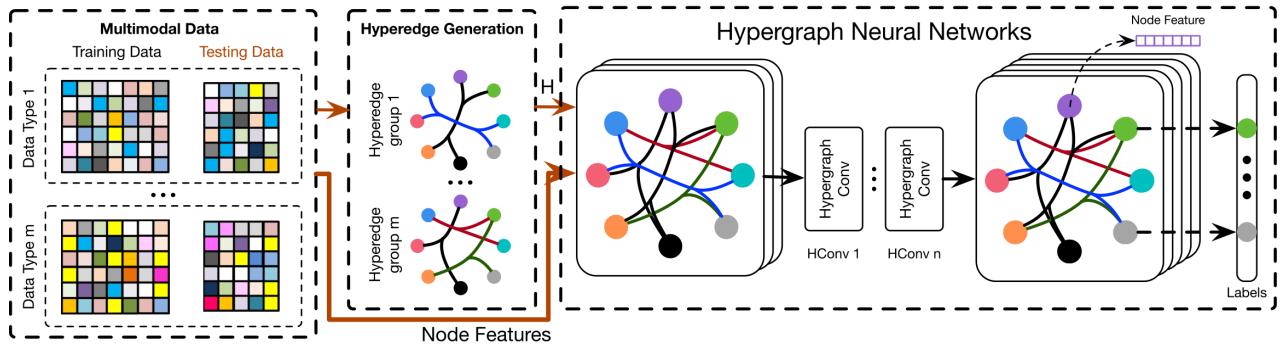 Multimodal Data
Training Data
Testing Data
Data Type 1
...
Data Type m
Hyperedge Generation
Hyperedge
group 1
...
Hyperedge
group m
H
Node Features
Hypergraph Neural Networks
Hypergraph
Conv
HConv 1
Hypergraph
Conv
HConv n
Node Feature
Labels